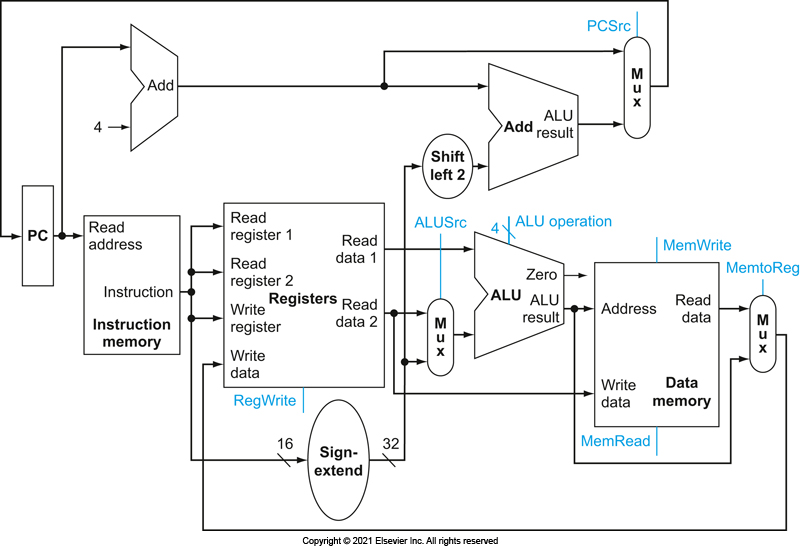 PCSrc
Add
4
M
u
x
Add
ALU
result
Shift
left 2
PC
Read
address
Instruction
Instruction
memory
Read
register 1
Read
register 2
Write
register
Write
data
Registers
Read
data 1
Read
data 2
RegWrite
16
Sign-
extend
32
ALUSrc
M
u
x
4
ALU operation
Zero
ALU
ALU
result
MemWrite
Address
Read
data
Write
data
Data
memory
MemRead
MemtoReg
M
u
x
Copyright © 2021 Elsevier Inc. All rights reserved